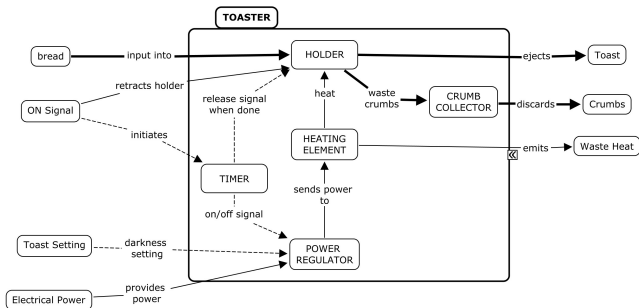 TOASTER
bread
input into
HOLDER
ejects
Toast
retracts holder
ON Signal
release signal
when done
heat
waste
crumbs
CRUMB
COLLECTOR
discards
Crumbs
initiates
HEATING
ELEMENT
emits
Waste Heat
TIMER
sends power
to
on/off signal
Toast Setting
darkness
setting
POWER
REGULATOR
Electrical Power
provides
power